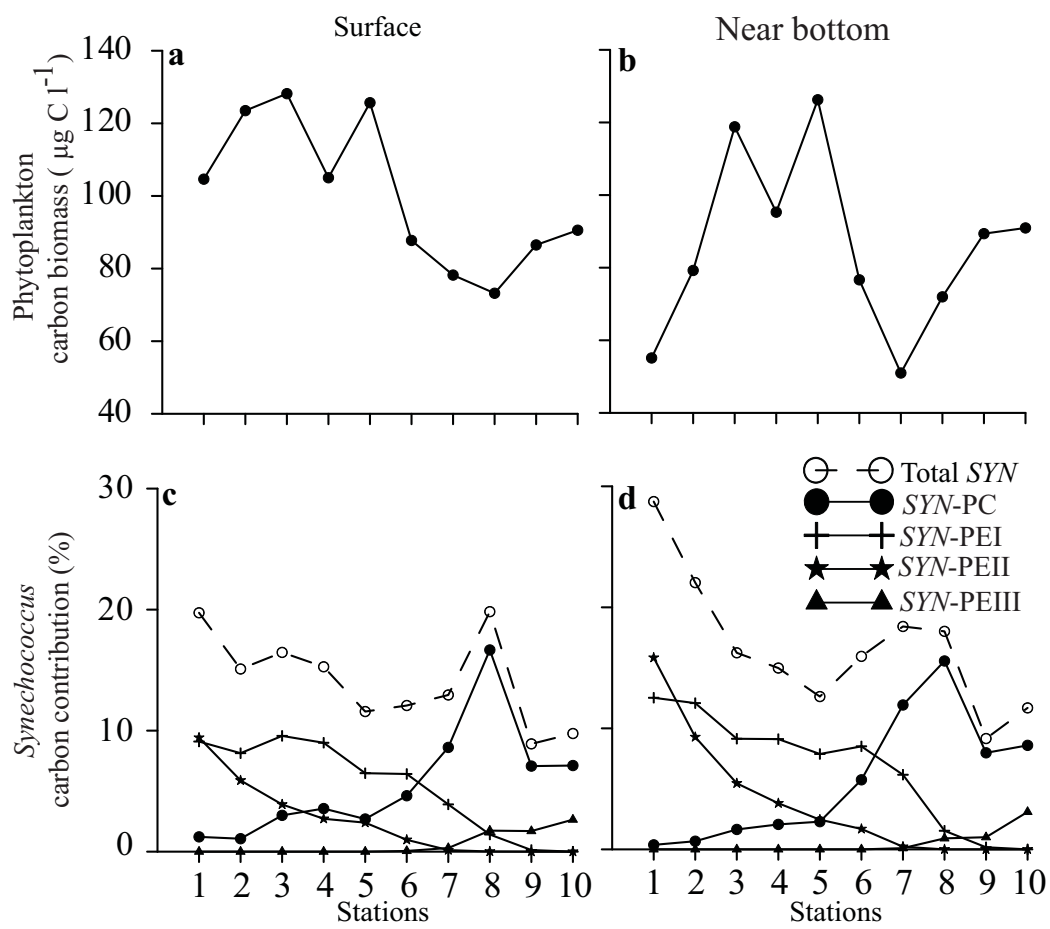 Surface
Near bottom
a
b
Phytoplankton
carbon biomass ( µg C l-1)
140
120
100
80
60
40
c
d
Total SYN
SYN-PC
SYN-PEI
SYN-PEII
SYN-PEIII
Synechococcus
carbon contribution (%)
30
20
10
0
1 2 3 4 5 6 7 8 9 10
1 2 3 4 5 6 7 8 9 10
Stations
Stations